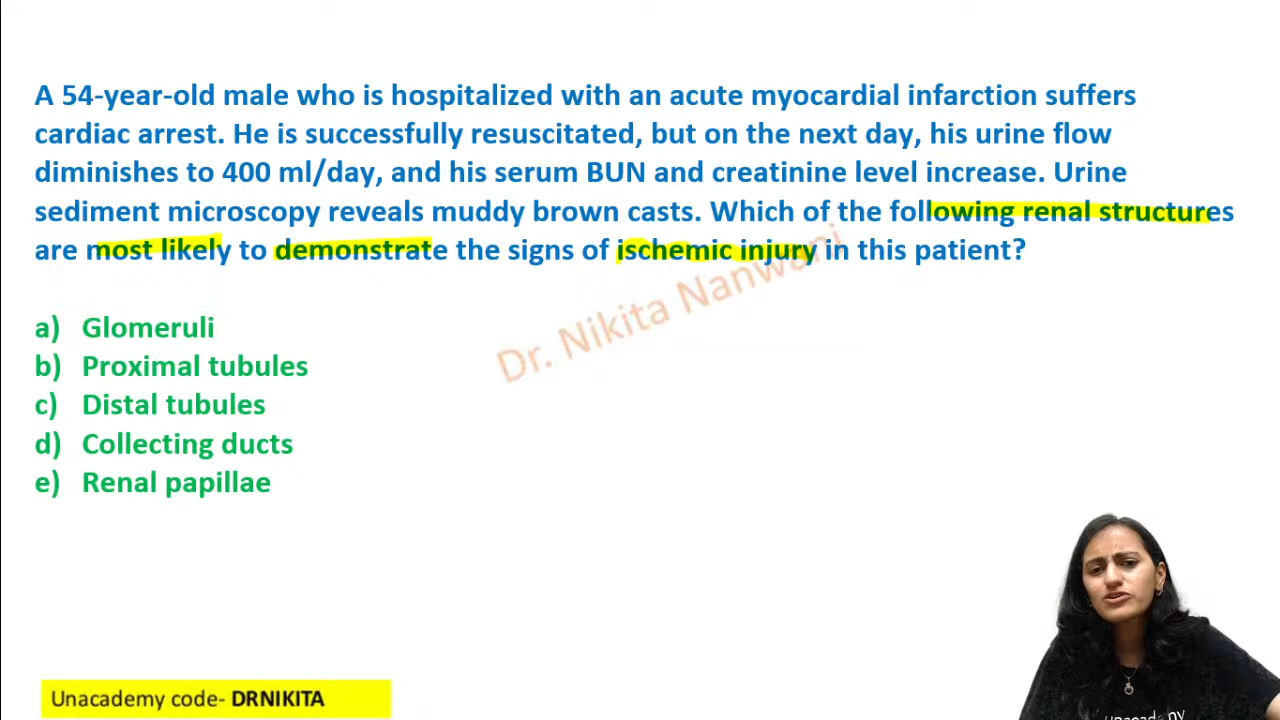 A 54-year-old male who is hospitalized with an acute myocardial infarction suffers
cardiac arrest. He is successfully resuscitated, but on the next day, his urine flow
diminishes to 400 ml/day, and his serum BUN and creatinine level increase. Urine
sediment microscopy reveals muddy brown casts. Which of the following renal structures
are most likely to demonstrate the signs of ischemic injury in this patient?
Dr. Nikita Nanwani
a) Glomeruli
b) Proximal tubules
c) Distal tubules
d) Collecting ducts
e) Renal papillae
Unacademy code- DRNIKITA